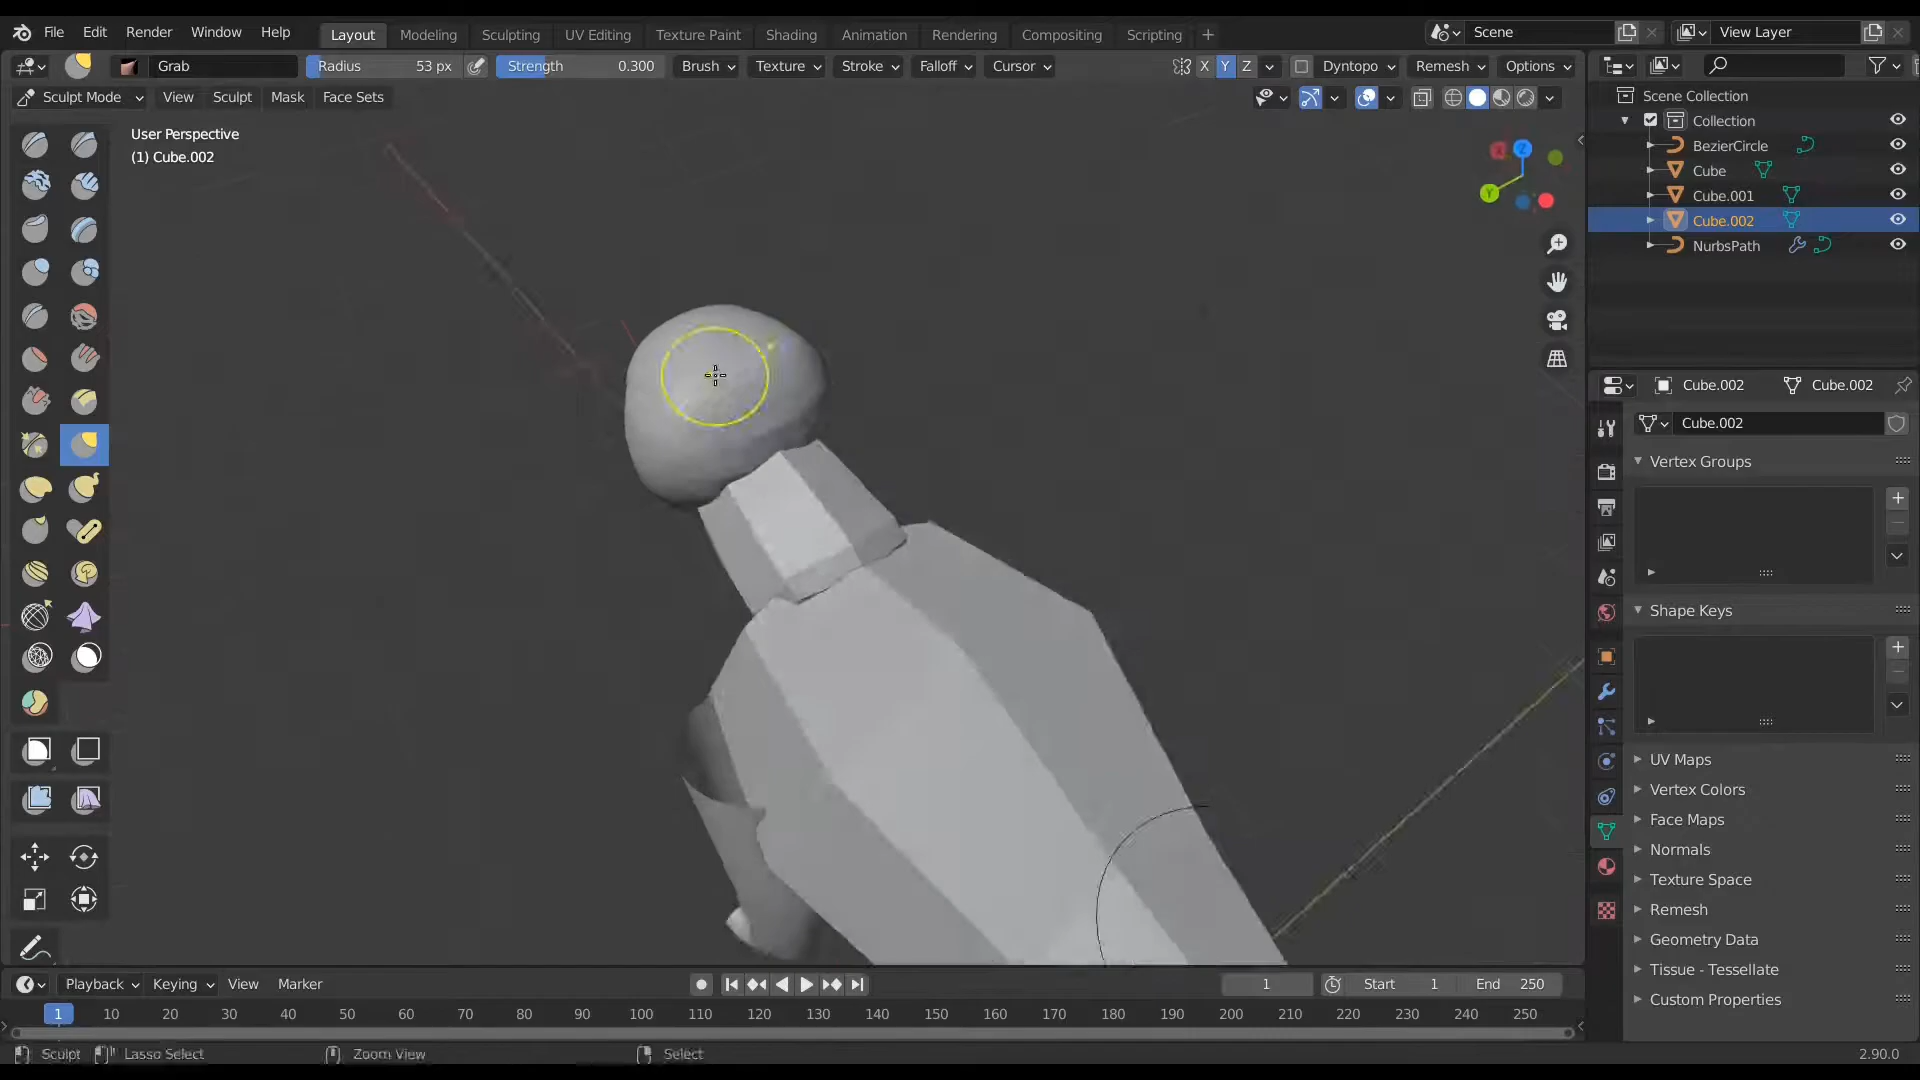 File Edit Render Window Help Layout Modeling Sculpting UV Editing Texture Paint Shading Animation Rendering Compositing Scripting + Scene View Layer
Grab Radius 53 px Strength 0.300 Brush Texture Stroke Falloff Cursor X Y Z Dyntopo Remesh Options
Sculpt Mode View Sculpt Mask Face Sets
User Perspective
(1) Cube.002
X
Z
Y
Scene Collection
Collection
BezierCircle
Cube
Cube.001
Cube.002
NurbsPath
Cube.002 Cube.002
Cube.002
Vertex Groups
Shape Keys
UV Maps
Vertex Colors
Face Maps
Normals
Texture Space
Remesh
Geometry Data
Tissue - Tessellate
Custom Properties
Playback Keying View Marker 1 Start 1 End 250
1 10 20 30 40 50 60 70 80 90 100 110 120 130 140 150 160 170 180 190 200 210 220 230 240 250
Sculpt Lasso Select Zoom View Select 2.90.0